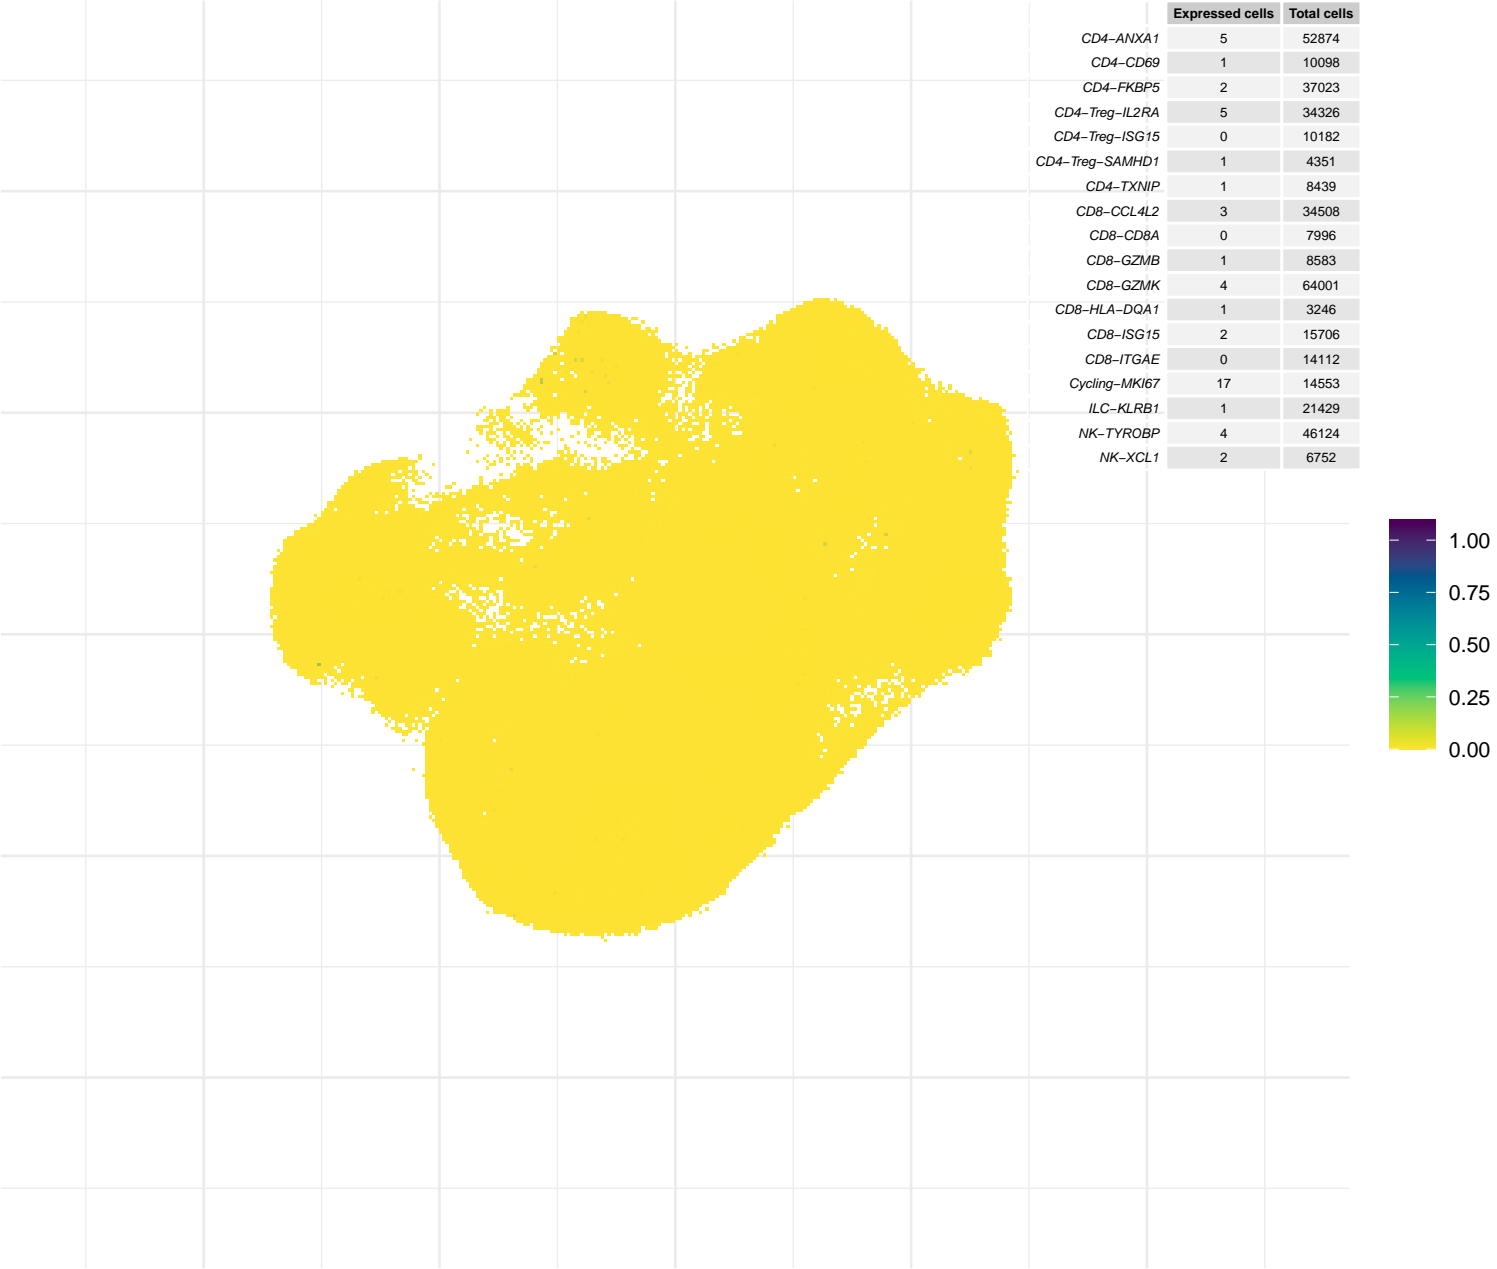 Expressed cells Total cells
CD4−ANXA1 5 52874
CD4−CD69 1 10098
CD4−FKBP5 2 37023
CD4−Treg−IL2RA 5 34326
CD4−Treg−ISG15 0 10182
CD4−Treg−SAMHD1 1 4351
CD4−TXNIP 1 8439
CD8−CCL4L2 3 34508
CD8−CD8A 0 7996
CD8−GZMB 1 8583
CD8−GZMK 4 64001
CD8−HLA−DQA1 1 3246
CD8−ISG15 2 15706
CD8−ITGAE 0 14112
Cycling−MKI67 17 14553
ILC−KLRB1 1 21429
NK−TYROBP 4 46124
NK−XCL1 2 6752
1.00
0.75
0.50
0.25
0.00